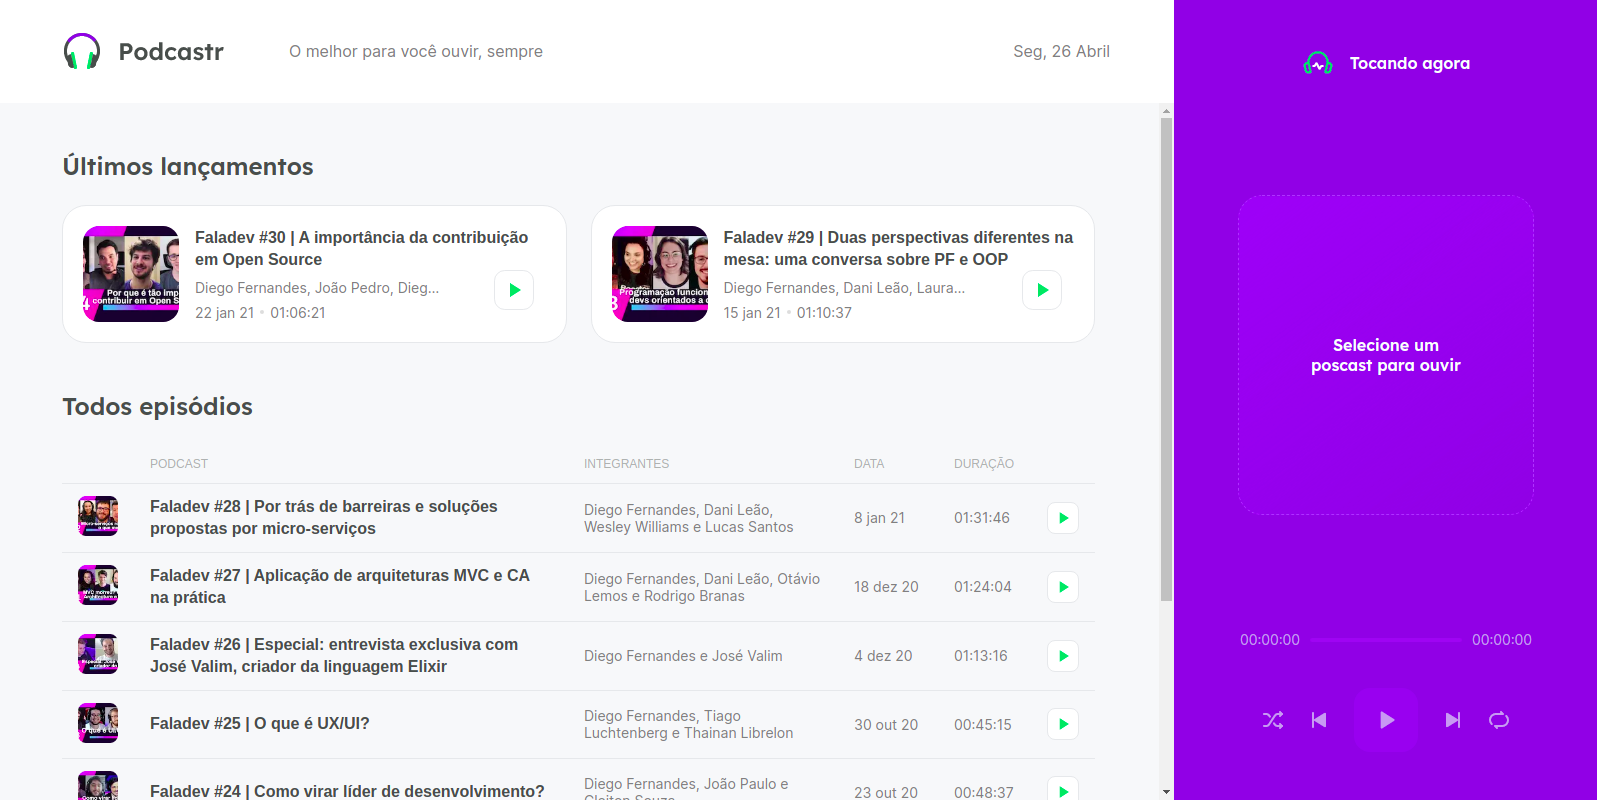 Podcastr
O melhor para você ouvir, sempre
Seg, 26 Abril
Últimos lançamentos
Faladev #30 | A importância da contribuição
em Open Source
Diego Fernandes, João Pedro, Dieg...
22 jan 21 • 01:06:21
Por que é tão imp
contribuir em Open S
Faladev #29 | Duas perspectivas diferentes na
mesa: uma conversa sobre PF e OOP
Diego Fernandes, Dani Leão, Laura...
15 jan 21 • 01:10:37
Programação funcion
devs orientados a o
Todos episódios
PODCAST INTEGRANTES DATA DURAÇÃO
Faladev #28 | Por trás de barreiras e soluções
propostas por micro-serviços
Diego Fernandes, Dani Leão,
Wesley Williams e Lucas Santos
8 jan 21
01:31:46
Faladev #27 | Aplicação de arquiteturas MVC e CA
na prática
Diego Fernandes, Dani Leão, Otávio
Lemos e Rodrigo Branas
18 dez 20
01:24:04
Faladev #26 | Especial: entrevista exclusiva com
José Valim, criador da linguagem Elixir
Diego Fernandes e José Valim
4 dez 20
01:13:16
Faladev #25 | O que é UX/UI?
Diego Fernandes, Tiago
Luchtenberg e Thainan Librelon
30 out 20
00:45:15
Faladev #24 | Como virar líder de desenvolvimento?
Diego Fernandes, João Paulo e
Cleiton Souza
23 out 20
00:48:37
Tocando agora
Selecione um
poscast para ouvir
00:00:00
00:00:00